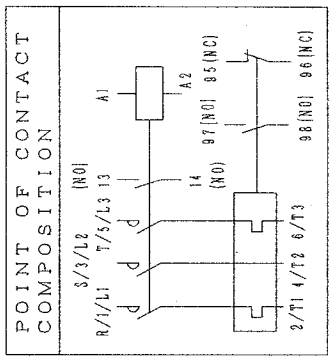 POINT OF CONTACT
COMPOSITION
R/1/L1
S/3/L2
T/5/L3
13
(NO)
A1
A2
97(NO)
95(NC)
2/T1
4/T2
6/T3
14
(NO)
98(NO)
96(NC)